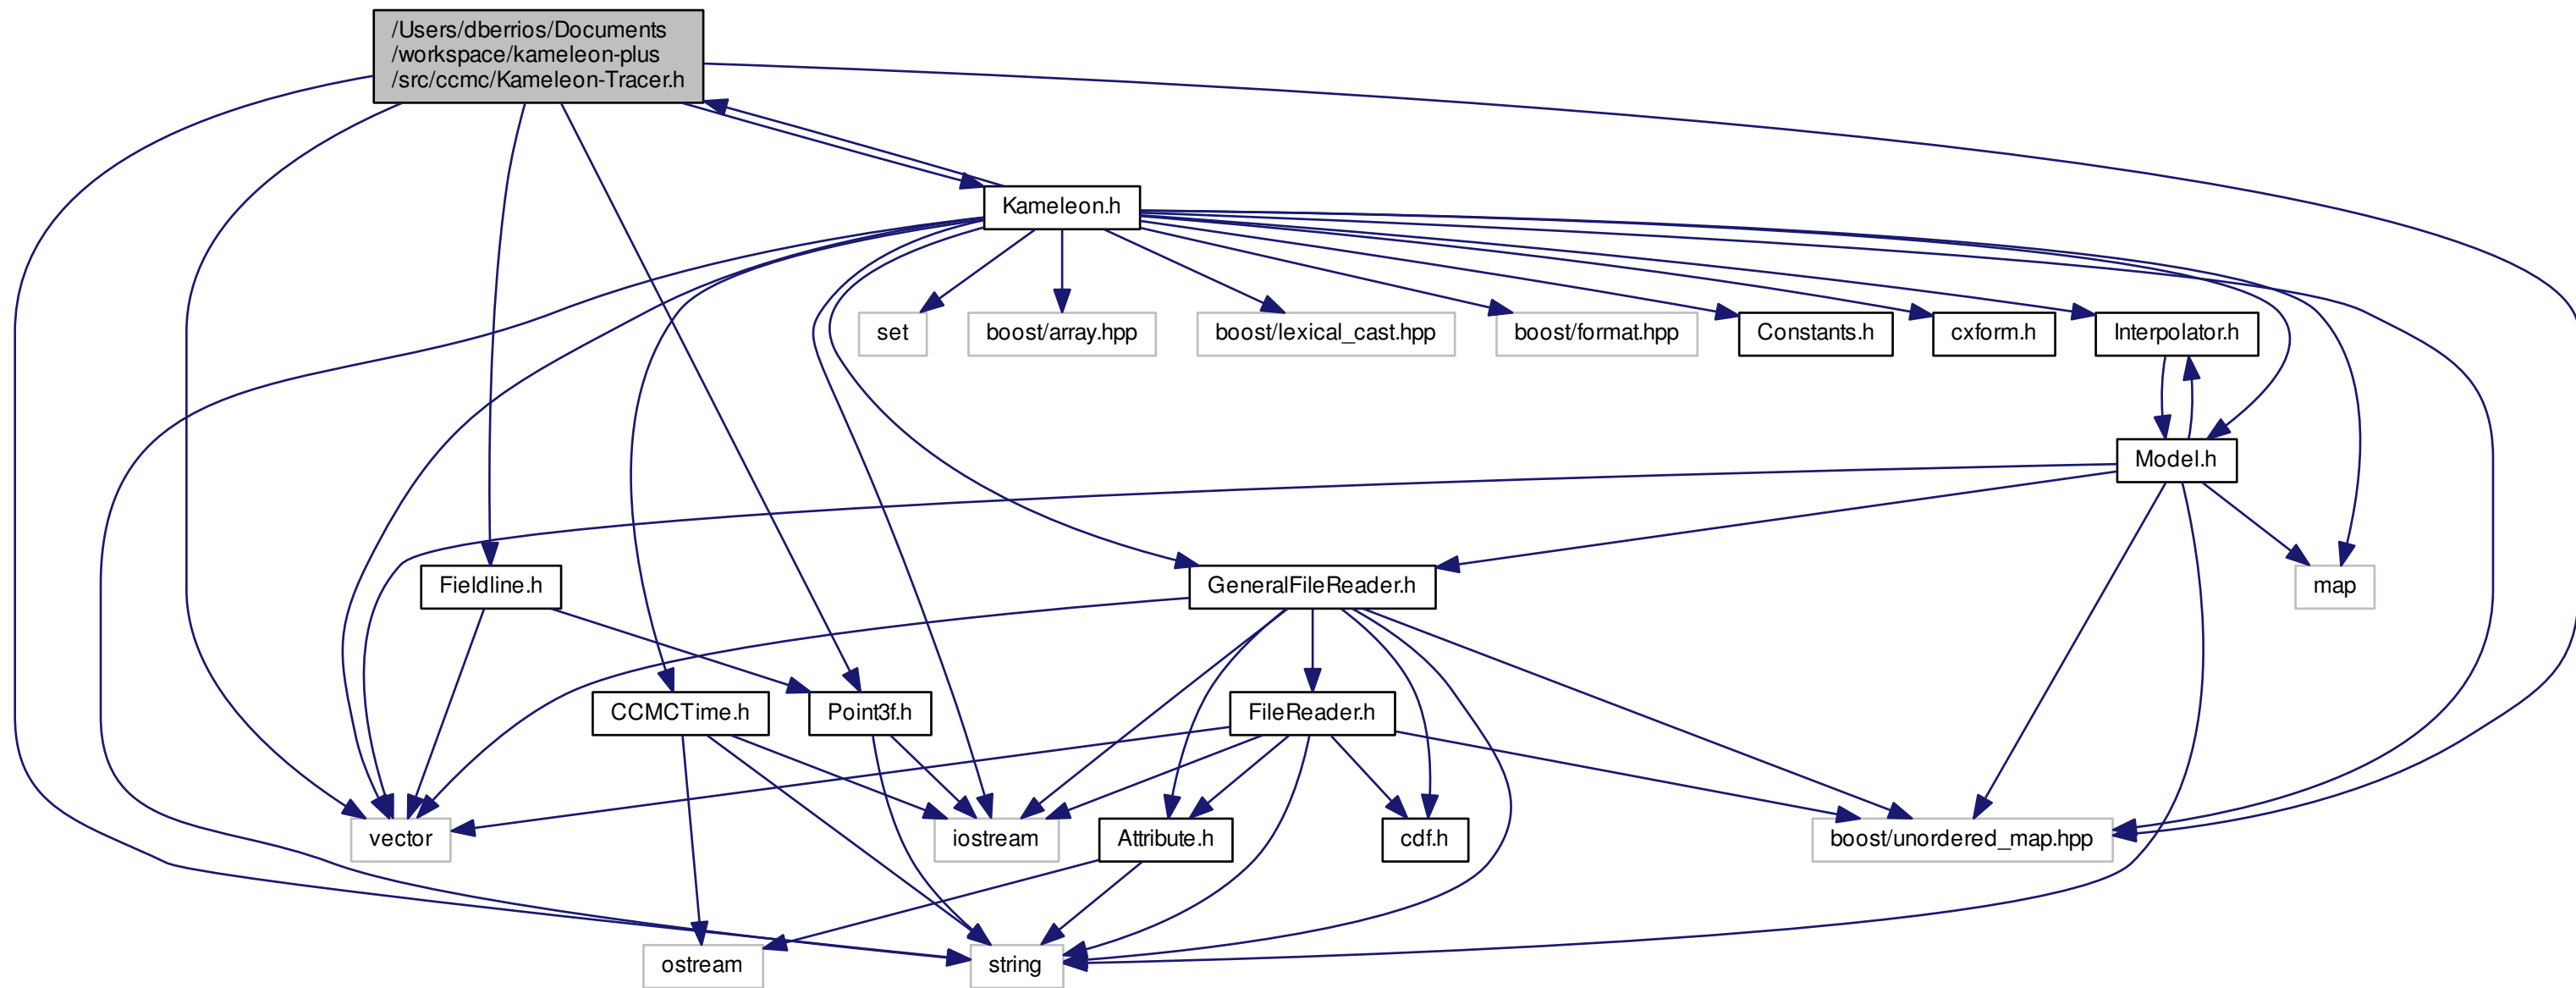 /Users/dberrios/Documents
/workspace/kameleon-plus
/src/ccmc/Kameleon-Tracer.h
Kameleon.h
set
boost/array.hpp
boost/lexical_cast.hpp
boost/format.hpp
Constants.h
cxform.h
Interpolator.h
Model.h
Fieldline.h
GeneralFileReader.h
map
CCMCTime.h
Point3f.h
FileReader.h
vector
iostream
Attribute.h
cdf.h
boost/unordered_map.hpp
ostream
string